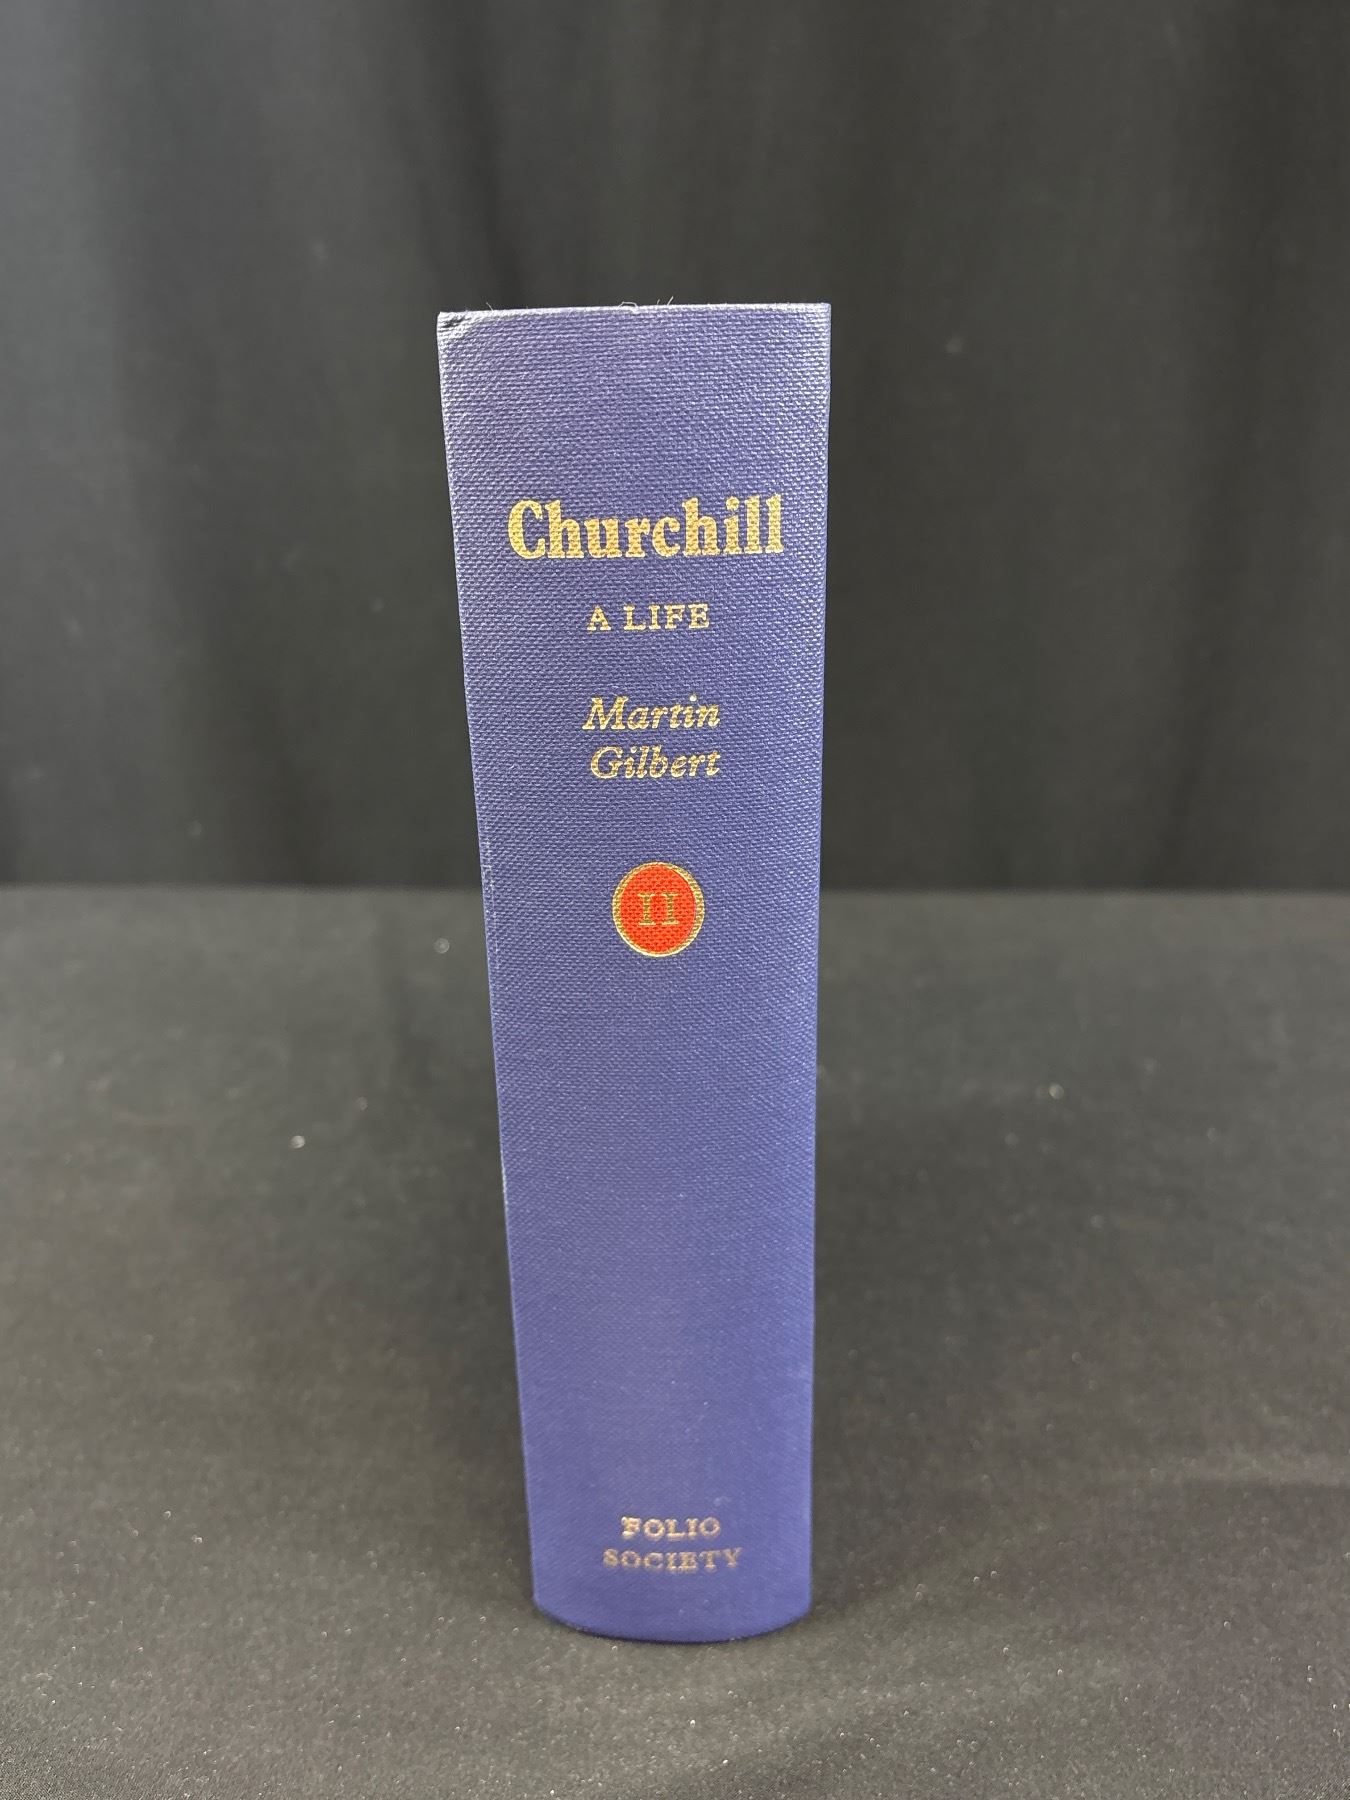 Churchill
A LIFE
Martin
Gilbert
II
FOLIO
SOCIETY